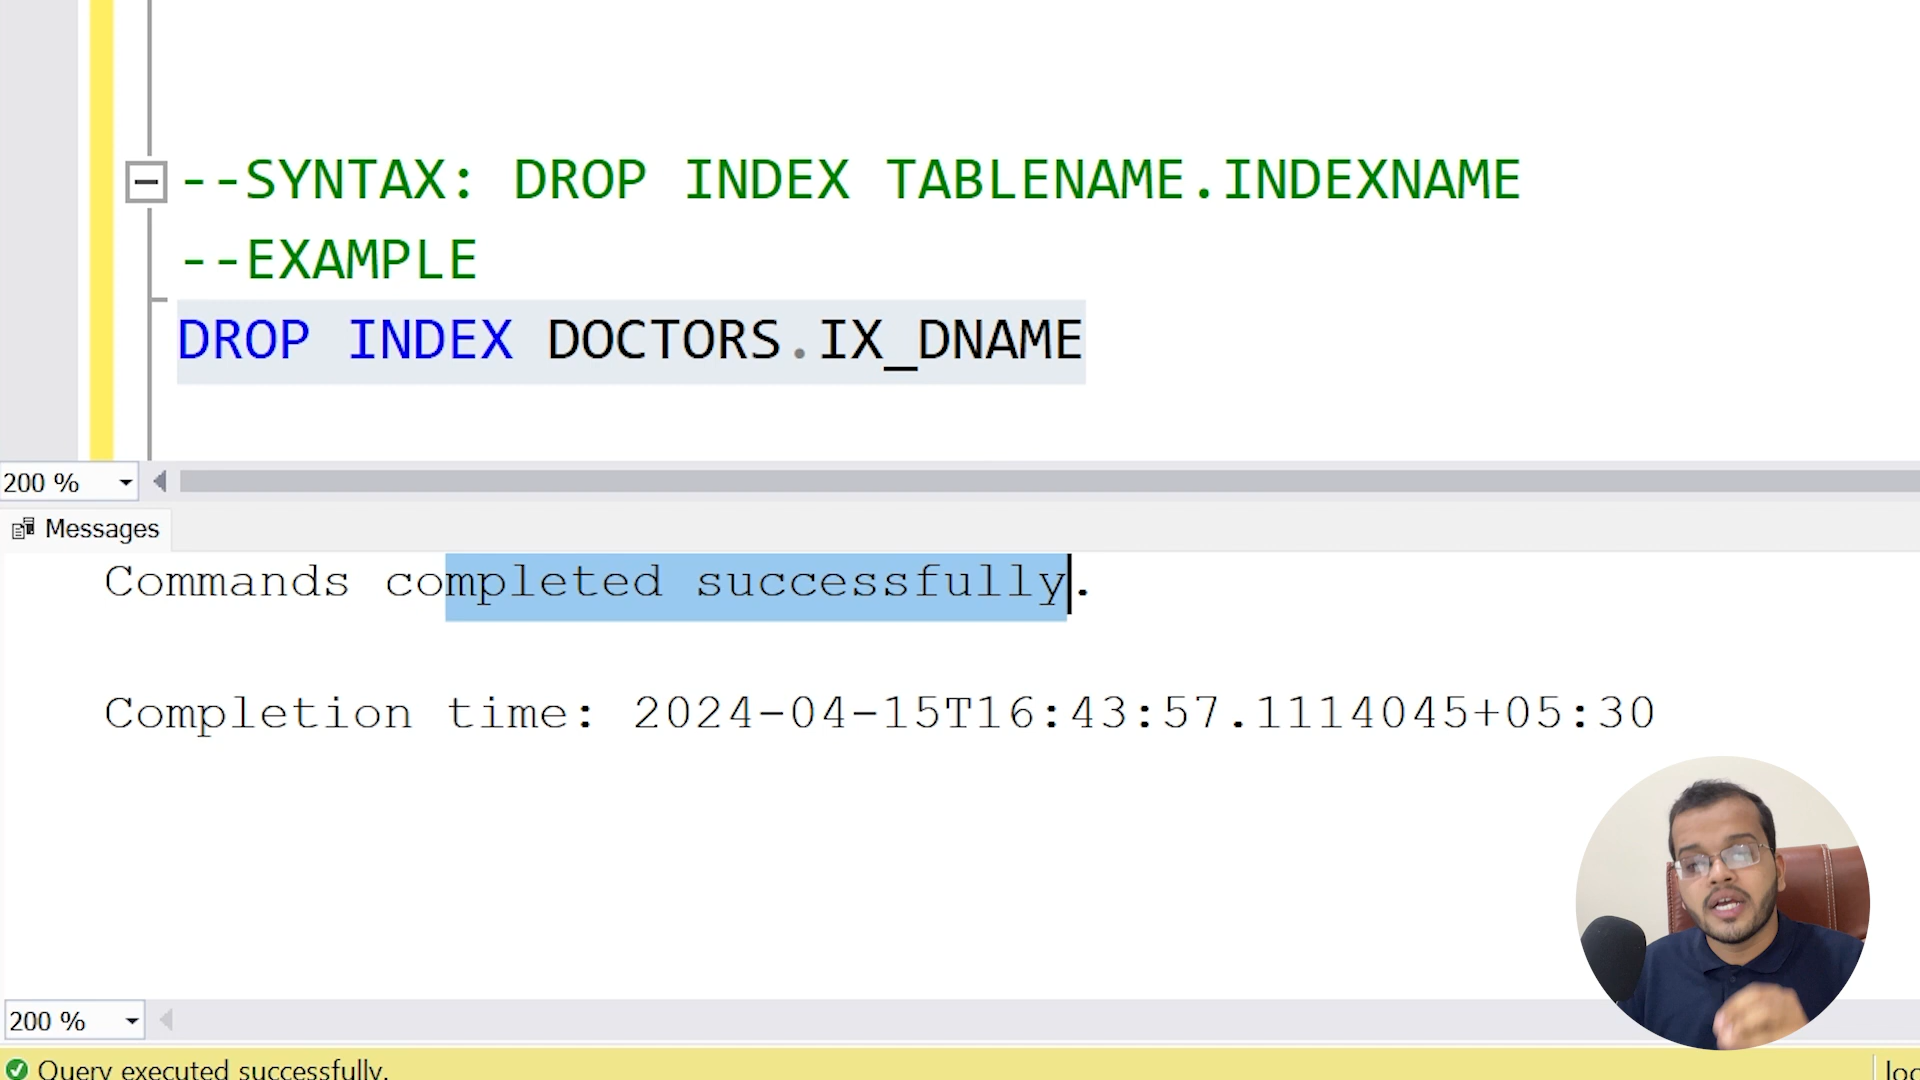 --SYNTAX: DROP INDEX TABLENAME.INDEXNAME
--EXAMPLE
DROP INDEX DOCTORS.IX_DNAME
200 %
Messages
Commands completed successfully.
Completion time: 2024-04-15T16:43:57.1114045+05:30
200 %
Query executed successfully.